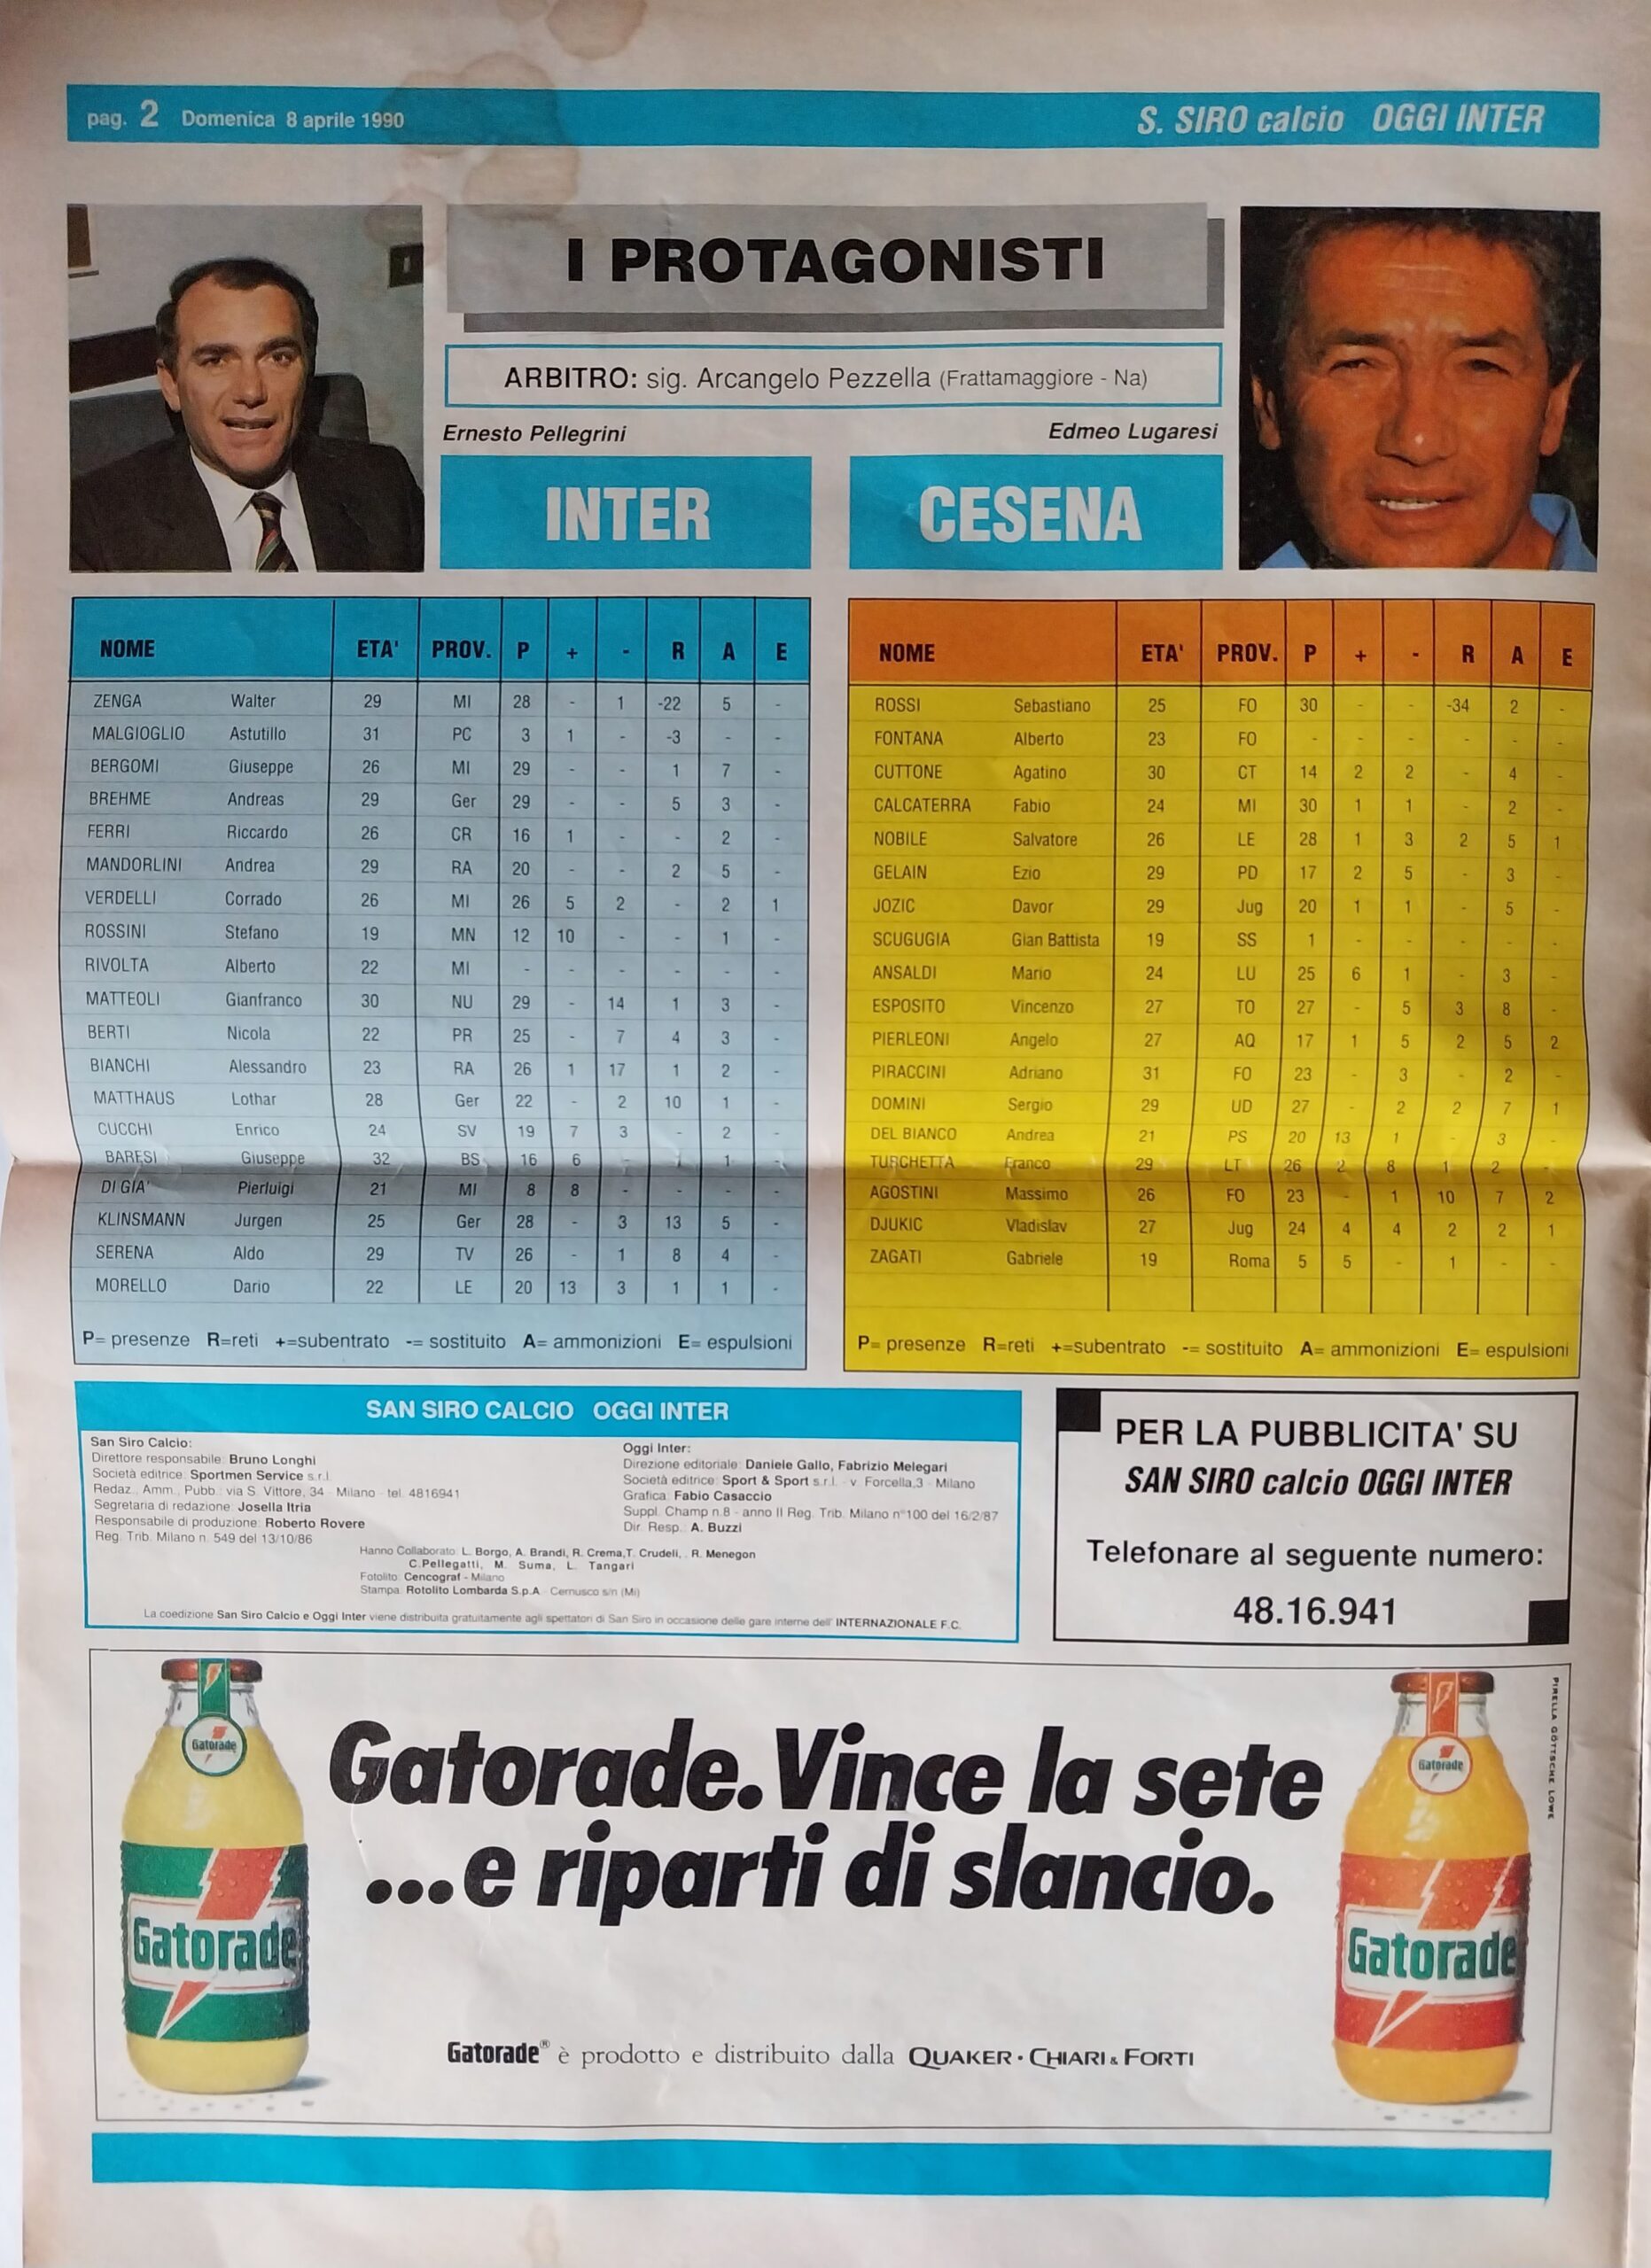 pag. 2 Domenica 8 aprile 1990
S. SIRO calcio OGGI INTER
I PROTAGONISTI
ARBITRO: sig. Arcangelo Pezzella (Frattamaggiore - Na)
Ernesto Pellegrini
Edmeo Lugaresi
INTER
CESENA
NOME ETA' PROV. P + - R A E
ZENGA Walter 29 MI 28 - 1 -22 5 -
MALGIOGLIO Astutillo 31 PC 3 1 - -3 - -
BERGOMI Giuseppe 26 MI 29 - - 1 7 -
BREHME Andreas 29 Ger 29 - - 5 3 -
FERRI Riccardo 26 CR 16 1 - - 2 -
MANDORLINI Andrea 29 RA 20 - - 2 5 -
VERDELLI Corrado 26 MI 26 5 2 - 2 1
ROSSINI Stefano 19 MN 12 10 - - 1 -
RIVOLTA Alberto 22 MI - - - - - -
MATTEOLI Gianfranco 30 NU 29 - 14 1 3 -
BERTI Nicola 22 PR 25 - 7 4 3 -
BIANCHI Alessandro 23 RA 26 1 17 1 2 -
MATTHAUS Lothar 28 Ger 22 - 2 10 1 -
CUCCHI Enrico 24 SV 19 7 3 - 2 -
BARESI Giuseppe 32 BS 16 6 - 1 -
DI GIA' Pierluigi 21 MI 8 8 - - - -
KLINSMANN Jurgen 25 Ger 28 - 3 13 5 -
SERENA Aldo 29 TV 26 - 1 8 4 -
MORELLO Dario 22 LE 20 13 3 1 1 -
P= presenze R=reti +=subentrato -= sostituito A= ammonizioni E= espulsioni
NOME ETA' PROV. P + - R A E
ROSSI Sebastiano 25 FO 30 - - -34 2 -
FONTANA Alberto 23 FO - - - - - -
CUTTONE Agatino 30 CT 14 2 2 - 4 -
CALCATERRA Fabio 24 MI 30 1 1 - 2 -
NOBILE Salvatore 26 LE 28 1 3 2 5 1
GELAIN Ezio 29 PD 17 2 5 - 3 -
JOZIC Davor 29 Jug 20 1 1 - 5 -
SCUGUGIA Gian Battista 19 SS 1 - - - - -
ANSALDI Mario 24 LU 25 6 1 - 3 -
ESPOSITO Vincenzo 27 TO 27 - 5 3 8 -
PIERLEONI Angelo 27 AQ 17 1 5 2 5 2
PIRACCINI Adriano 31 FO 23 - 3 - 2 -
DOMINI Sergio 29 UD 27 - 2 2 7 1
DEL BIANCO Andrea 21 PS 20 13 1 - 3 -
TURCHETTA Franco 29 LT 26 2 8 1 2 -
AGOSTINI Massimo 26 FO 23 - 1 10 7 2
DJUKIC Vladislav 27 Jug 24 4 4 2 2 1
ZAGATI Gabriele 19 Roma 5 5 - 1 - -
P= presenze R=reti +=subentrato -= sostituito A= ammonizioni E= espulsioni
SAN SIRO CALCIO OGGI INTER
San Siro Calcio:
Direttore responsabile: Bruno Longhi
Società editrice: Sportmen Service s.r.l.
Redaz., Amm., Pubb.: via S. Vittore, 34 - Milano - tel. 4816941
Segretaria di redazione: Josella Itria
Responsabile di produzione: Roberto Rovere
Reg. Trib. Milano n. 549 del 13/10/86
Oggi Inter:
Direzione editoriale: Daniele Gallo, Fabrizio Melegari
Società editrice: Sport & Sport s.r.l. - v. Forcella,3 - Milano
Grafica: Fabio Casaccio
Suppl. Champ n.8 - anno II Reg. Trib. Milano n°100 del 16/2/87
Dir. Resp.: A. Buzzi
Hanno Collaborato: L. Borgo, A. Brandi, R. Crema,T. Crudeli, , R. Menegon
C.Pellegatti, M. Suma, L. Tangari
Fotolito: Cencograf - Milano
Stampa: Rotolito Lombarda S.p.A. Cernusco s/n (Mi)
La coedizione San Siro Calcio e Oggi Inter viene distribuita gratuitamente agli spettatori di San Siro in occasione delle gare interne dell' INTERNAZIONALE F.C.
PER LA PUBBLICITA' SU
SAN SIRO calcio OGGI INTER
Telefonare al seguente numero:
48.16.941
Gatorade
Gatorade
PIRELLA GÖTTSCHE LOWE
Gatorade. Vince la sete
...e riparti di slancio.
Gatorade
Gatorade
Gatorade® è prodotto e distribuito dalla QUAKER • CHIARI & FORTI